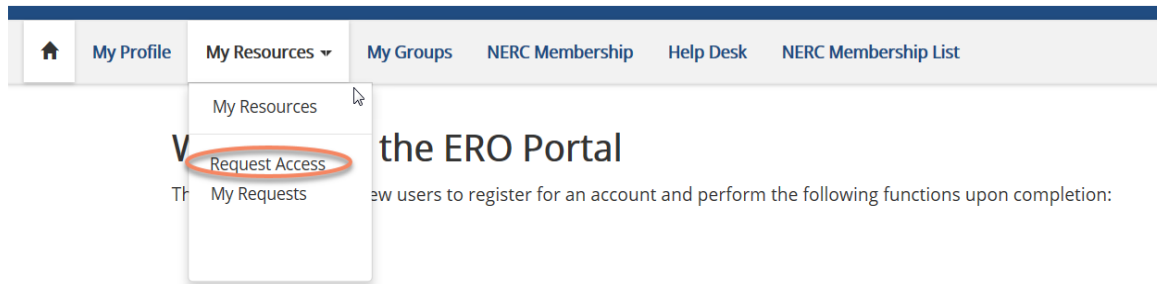 My Profile My Resources My Groups NERC Membership Help Desk NERC Membership List
My Resources
W the ERO Portal
Request Access
Th ew users to register for an account and perform the following functions upon completion:
My Requests